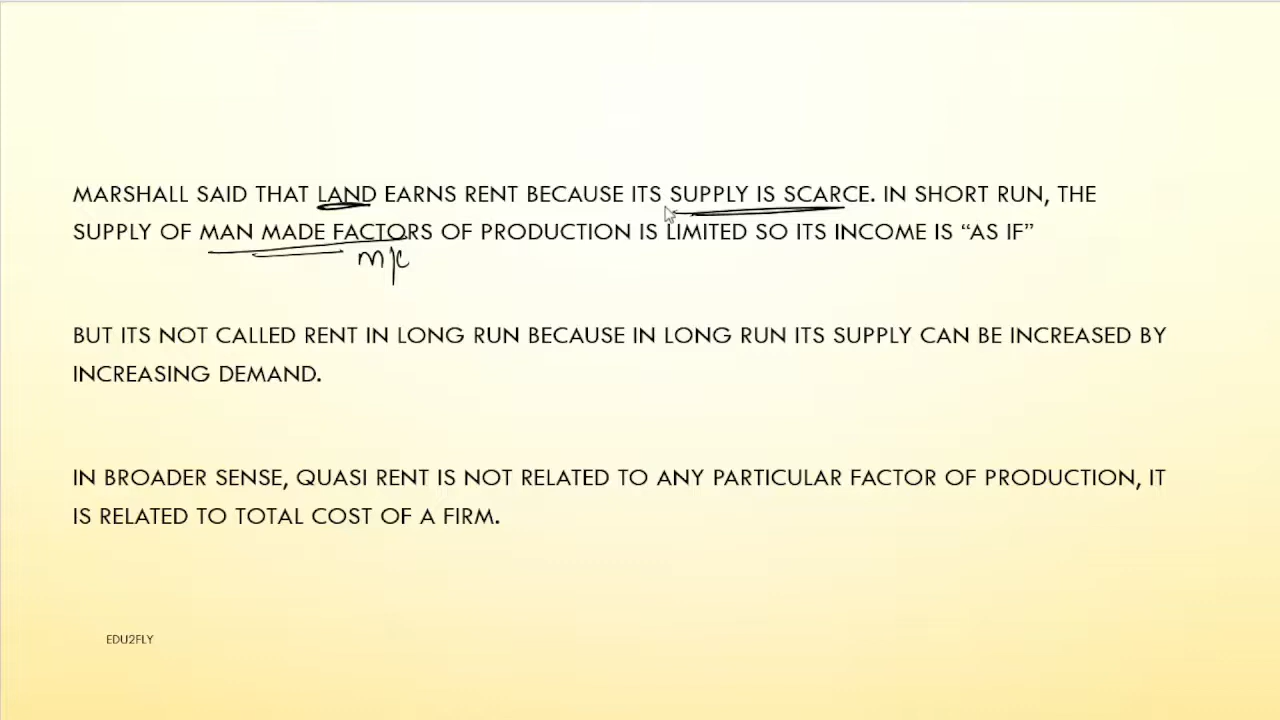 MARSHALL SAID THAT LAND EARNS RENT BECAUSE ITS SUPPLY IS SCARCE. IN SHORT RUN, THE
SUPPLY OF MAN MADE FACTORS OF PRODUCTION IS LIMITED SO ITS INCOME IS “AS IF”
m/c
BUT ITS NOT CALLED RENT IN LONG RUN BECAUSE IN LONG RUN ITS SUPPLY CAN BE INCREASED BY
INCREASING DEMAND.
IN BROADER SENSE, QUASI RENT IS NOT RELATED TO ANY PARTICULAR FACTOR OF PRODUCTION, IT
IS RELATED TO TOTAL COST OF A FIRM.
EDU2FLY